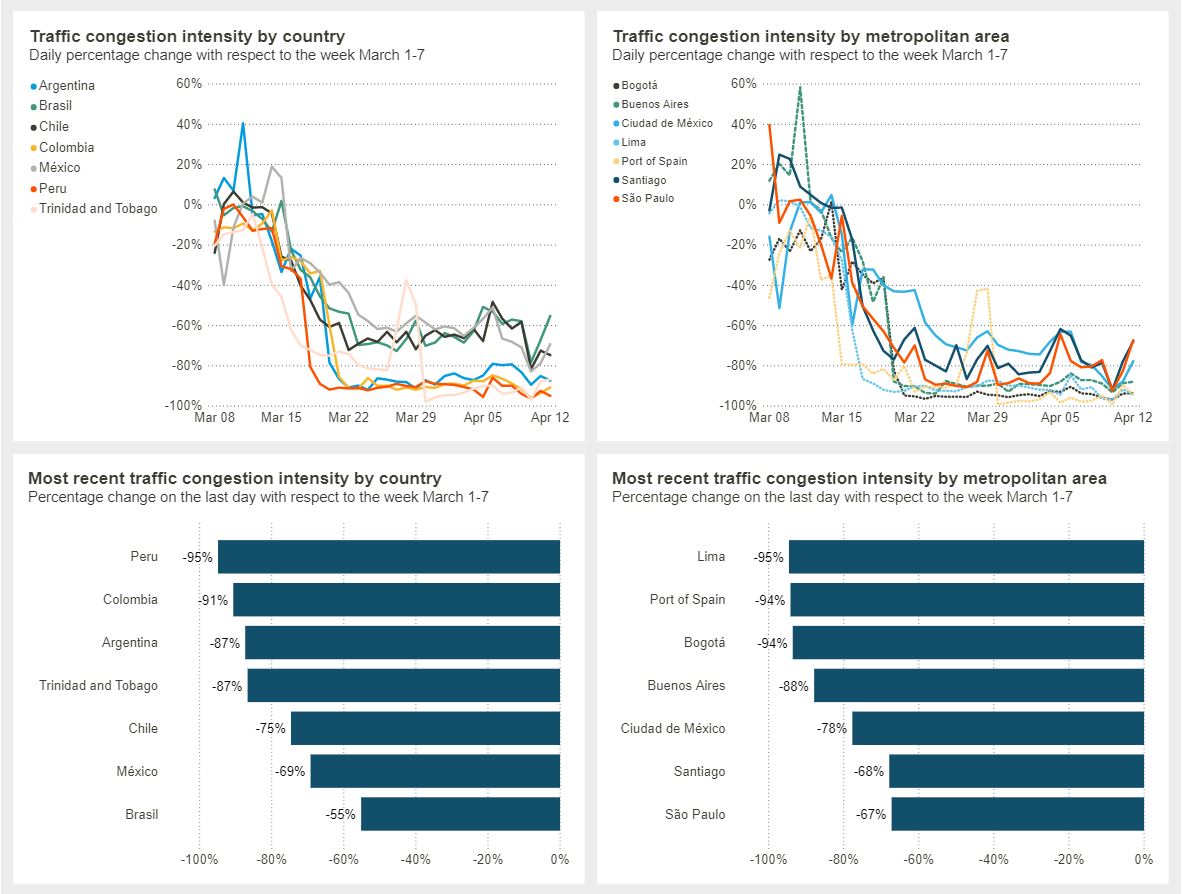 Traffic congestion intensity by country
Daily percentage change with respect to the week March 1-7
Argentina
Brasil
Chile
Colombia
México
Peru
Trinidad and Tobago
60%
40%
20%
0%
-20%
-40%
-60%
-80%
-100%
Mar 08 Mar 15 Mar 22 Mar 29 Apr 05 Apr 12
Traffic congestion intensity by metropolitan area
Daily percentage change with respect to the week March 1-7
Bogotá
Buenos Aires
Ciudad de México
Lima
Port of Spain
Santiago
São Paulo
60%
40%
20%
0%
-20%
-40%
-60%
-80%
-100%
Mar 08 Mar 15 Mar 22 Mar 29 Apr 05 Apr 12
Most recent traffic congestion intensity by country
Percentage change on the last day with respect to the week March 1-7
Peru -95%
Colombia -91%
Argentina -87%
Trinidad and Tobago -87%
Chile -75%
México -69%
Brasil -55%
-100% -80% -60% -40% -20% 0%
Most recent traffic congestion intensity by metropolitan area
Percentage change on the last day with respect to the week March 1-7
Lima -95%
Port of Spain -94%
Bogotá -94%
Buenos Aires -88%
Ciudad de México -78%
Santiago -68%
São Paulo -67%
-100% -80% -60% -40% -20% 0%